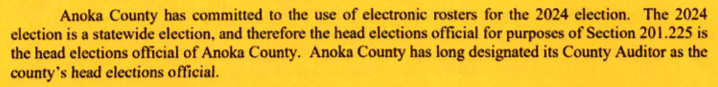 Anoka County has committed to the use of electronic rosters for the 2024 election. The 2024
election is a statewide election, and therefore the head elections official for purposes of Section 201.225 is
the head elections official of Anoka County. Anoka County has long designated its County Auditor as the
county's head elections official.